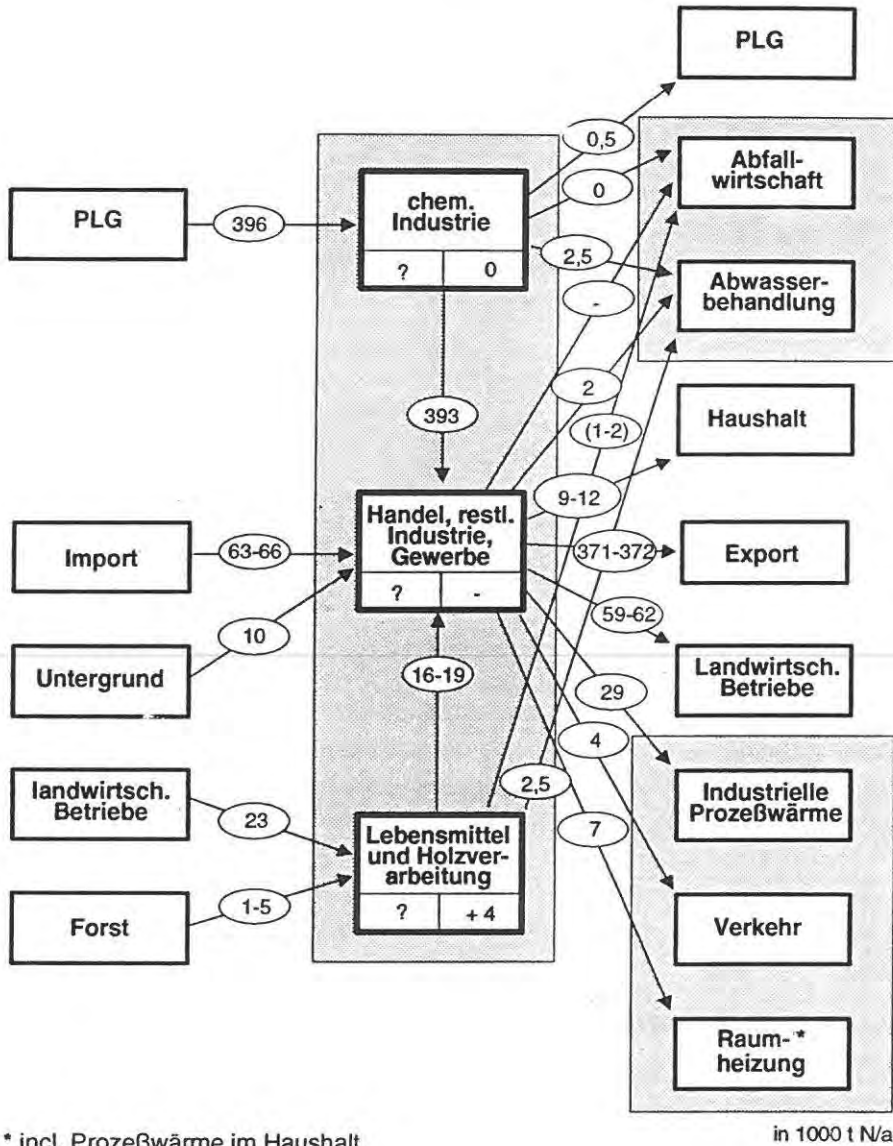 PLG
0,5
Abfall-
wirtschaft
0
chem.
Industrie
? 0
PLG
396
2,5
Abwasser-
behandlung
-
393
2
(1-2)
Haushalt
9-12
Handel, restl.
Industrie,
Gewerbe
? -
Import
63-66
371-372
Export
10
59-62
Untergrund
16-19
29
Landwirtsch.
Betriebe
4
landwirtsch.
Betriebe
23
2,5
7
Industrielle
Prozeßwärme
Lebensmittel
und Holzver-
arbeitung
? + 4
Forst
1-5
Verkehr
Raum- *
heizung
* incl. Prozeßwärme im Haushalt
in 1000 t N/a